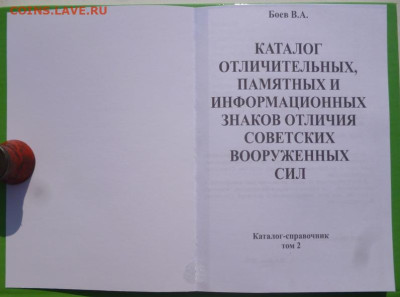 COINS.LAVE.RU
Боев В.А.
КАТАЛОГ
ОТЛИЧИТЕЛЬНЫХ,
ПАМЯТНЫХ И
ИНФОРМАЦИОННЫХ
ЗНАКОВ ОТЛИЧИЯ
СОВЕТСКИХ
ВООРУЖЕННЫХ
СИЛ
Каталог-справочник
том 2